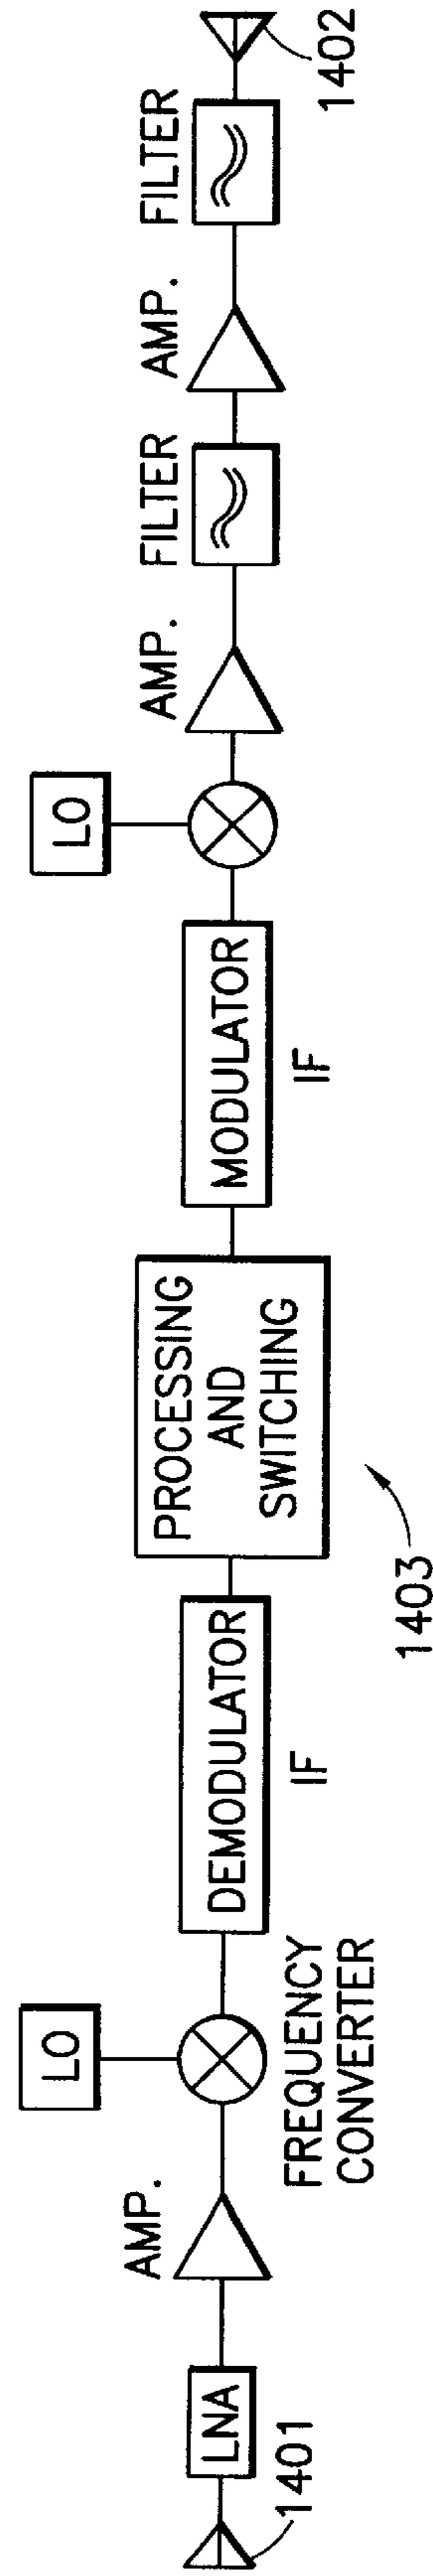 1401
LNA
AMP.
LO
FREQUENCY
CONVERTER
DEMODULATOR
IF
PROCESSING
AND
SWITCHING
1403
MODULATOR
IF
LO
AMP.
FILTER
AMP.
FILTER
1402